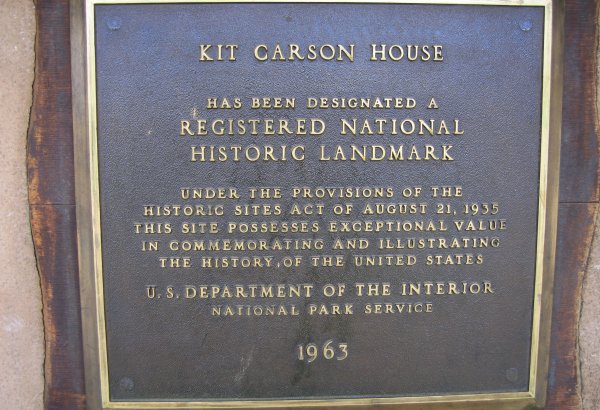 KIT CARSON HOUSE
HAS BEEN DESIGNATED A
REGISTERED NATIONAL
HISTORIC LANDMARK
UNDER THE PROVISIONS OF THE
HISTORIC SITES ACT OF AUGUST 21, 1935
THIS SITE POSSESSES EXCEPTIONAL VALUE
IN COMMEMORATING AND ILLUSTRATING
THE HISTORY, OF THE UNITED STATES
U.S. DEPARTMENT OF THE INTERIOR
NATIONAL PARK SERVICE
1963